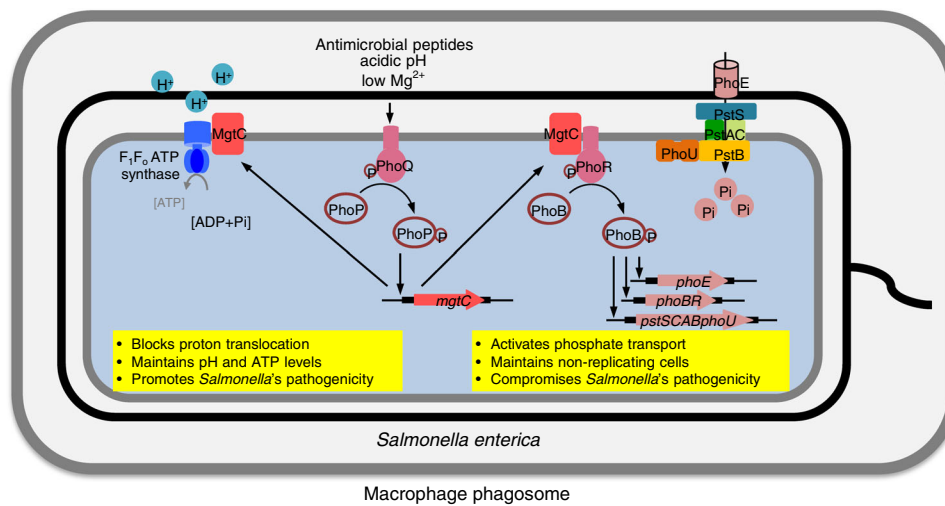 Antimicrobial peptides
acidic pH
low Mg²⁺
H⁺
H⁺
H⁺
MgtC
F₁Fₒ ATP
synthase
[ATP]
[ADP+Pi]
P
PhoQ
PhoP
PhoP
P
mgtC
MgtC
P
PhoR
PhoB
PhoB
P
PhoE
PstS
PstAC
PhoU
PstB
Pi
Pi
Pi
phoE
phoBR
pstSCABphoU
• Blocks proton translocation
• Maintains pH and ATP levels
• Promotes Salmonella's pathogenicity
• Activates phosphate transport
• Maintains non-replicating cells
• Compromises Salmonella's pathogenicity
Salmonella enterica
Macrophage phagosome